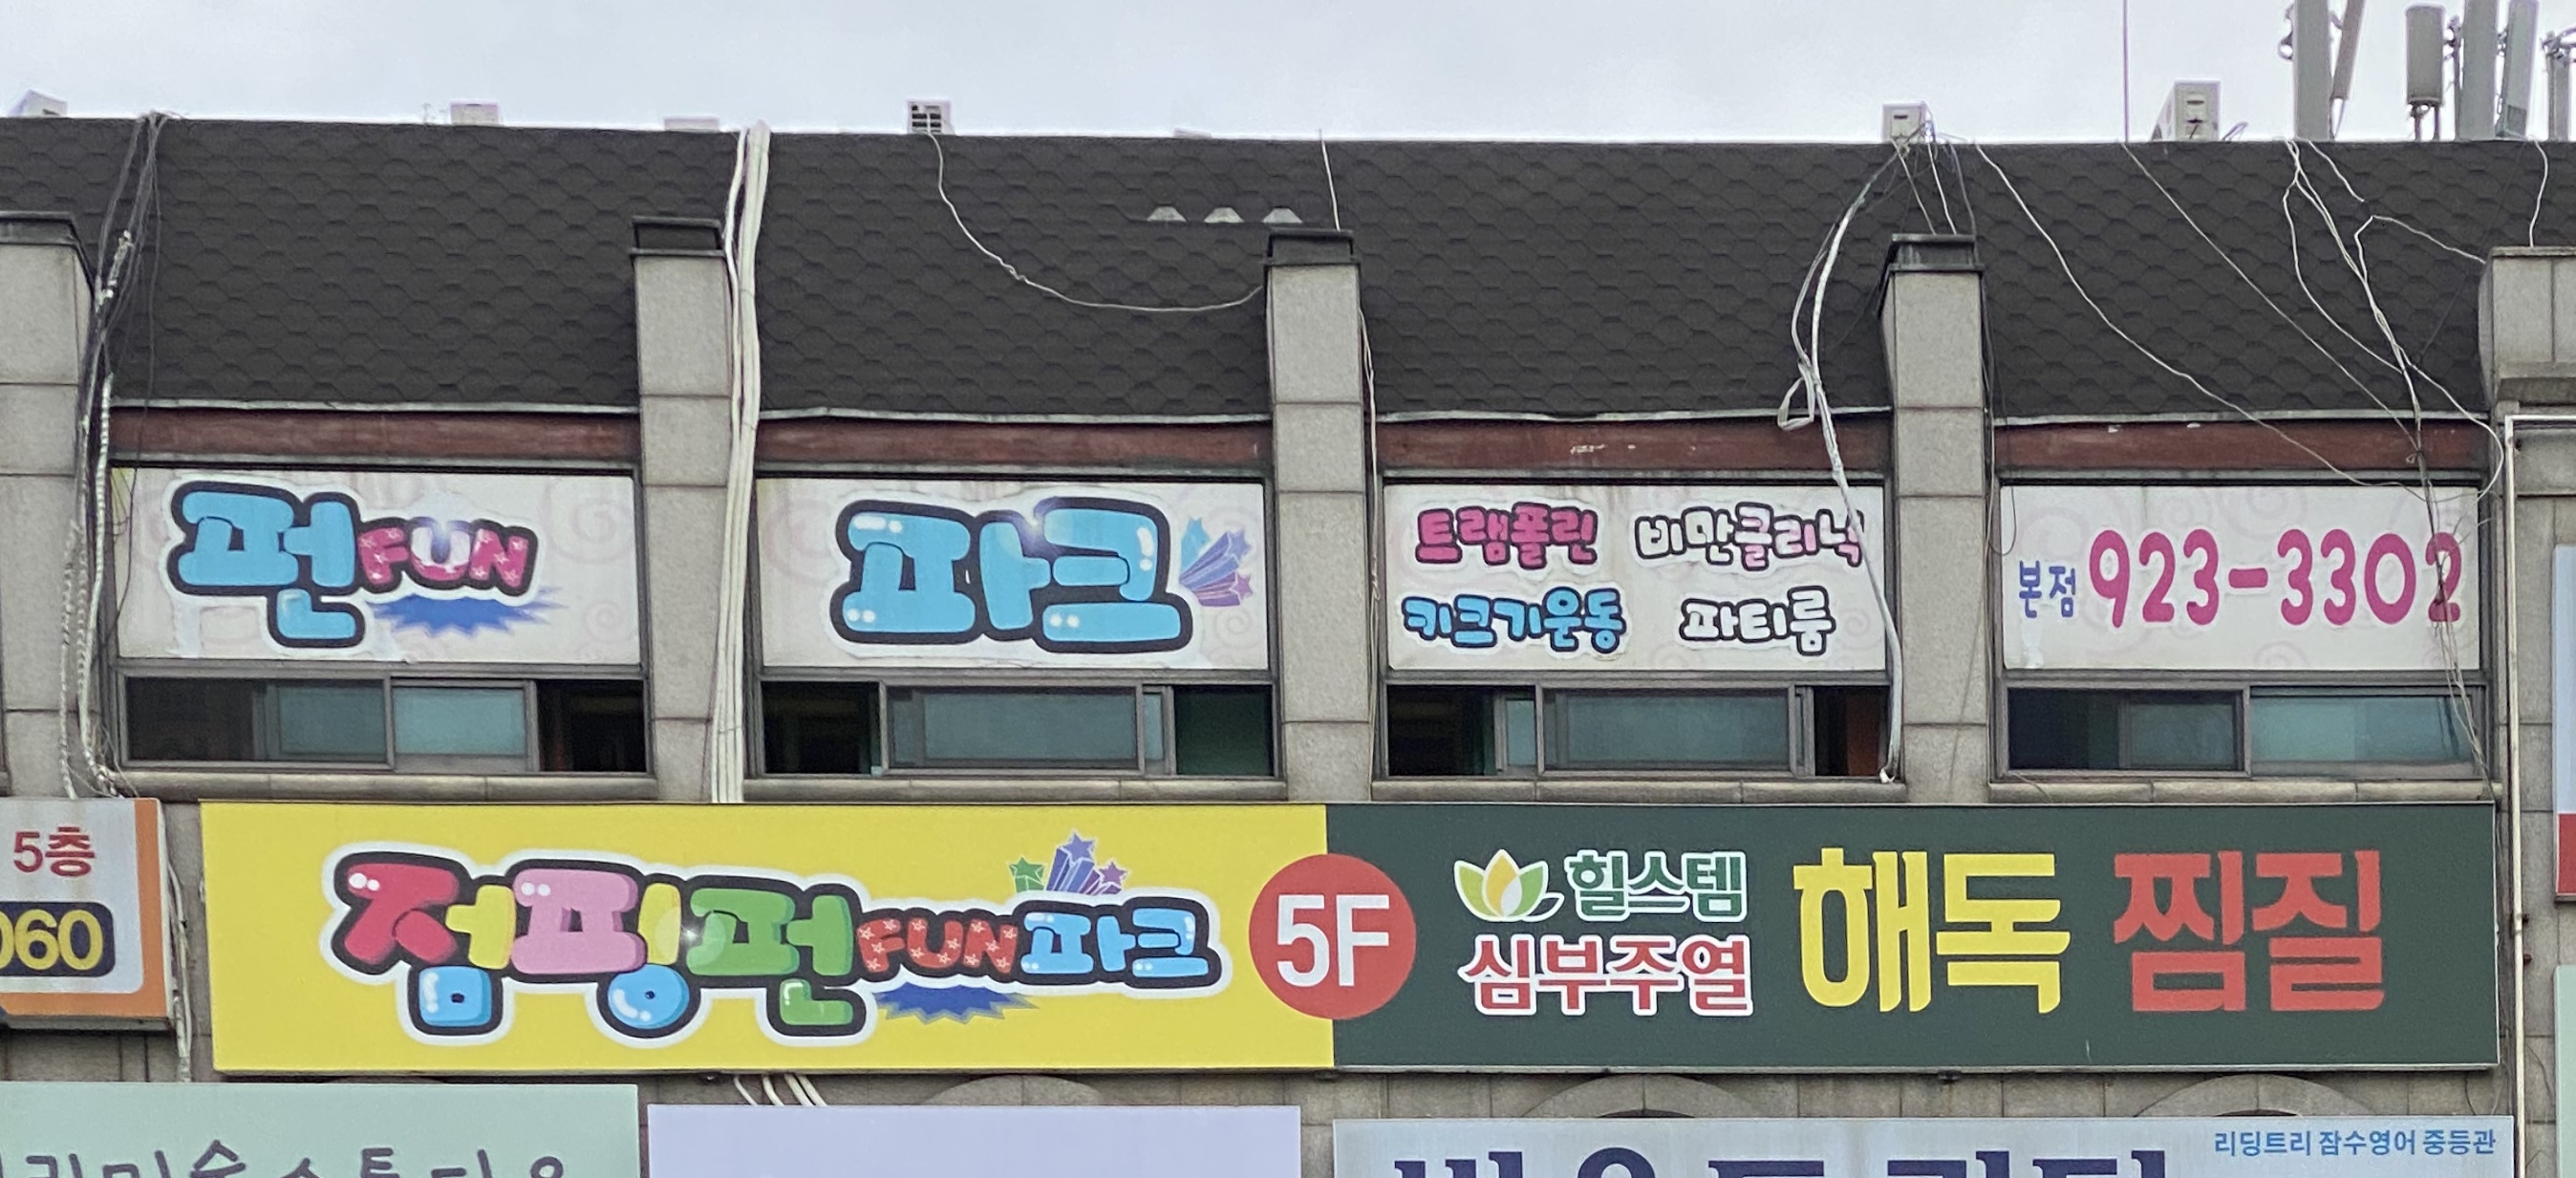 펀FUN 파크
트램폴린 비만클리닉
키크기운동 파티룸
본점 923-3302
5층
060
점핑펀FUN파크
5F
힐스템
심부주열
해독 찜질
리딩트리 잠수영어 중등관